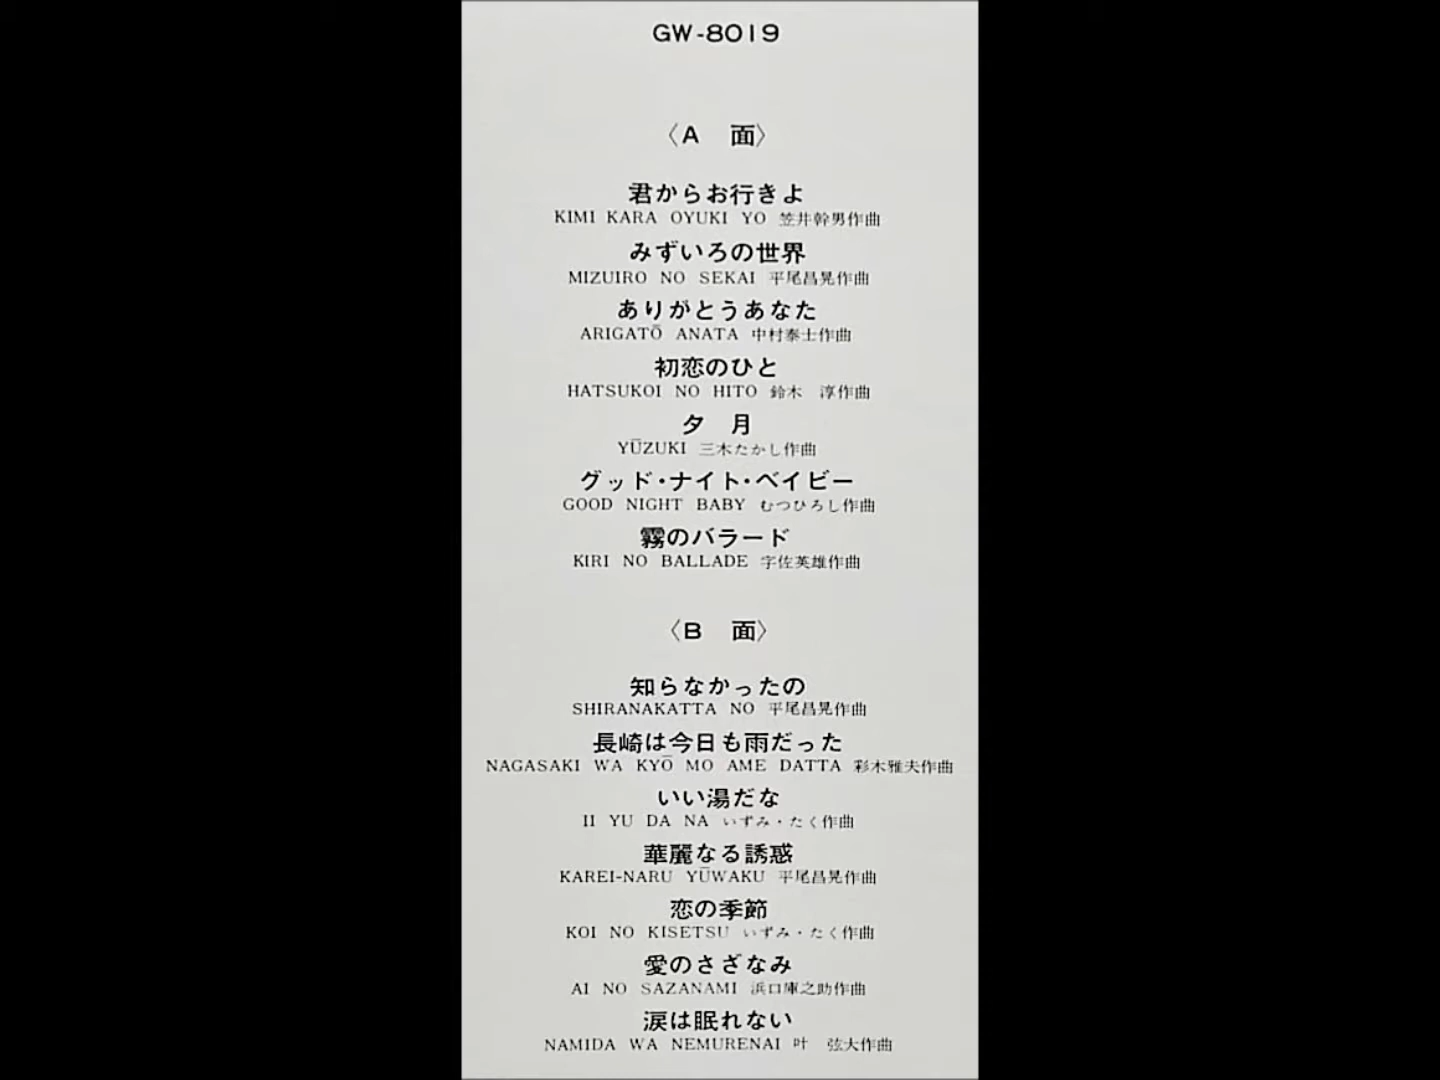 GW-8019
〈A 面〉
君からお行きよ
KIMI KARA OYUKI YO 笠井幹男作曲
みずいろの世界
MIZUIRO NO SEKAI 平尾昌晃作曲
ありがとうあなた
ARIGATŌ ANATA 中村泰士作曲
初恋のひと
HATSUKOI NO HITO 鈴木 淳作曲
夕 月
YŪZUKI 三木たかし作曲
グッド・ナイト・ベイビー
GOOD NIGHT BABY むつひろし作曲
霧のバラード
KIRI NO BALLADE 宇佐英雄作曲
〈B 面〉
知らなかったの
SHIRANAKATTA NO 平尾昌晃作曲
長崎は今日も雨だった
NAGASAKI WA KYŌ MO AME DATTA 彩木雅夫作曲
いい湯だな
II YU DA NA いずみ・たく作曲
華麗なる誘惑
KAREI-NARU YŪWAKU 平尾昌晃作曲
恋の季節
KOI NO KISETSU いずみ・たく作曲
愛のさざなみ
AI NO SAZANAMI 浜口庫之助作曲
涙は眠れない
NAMIDA WA NEMURENAI 叶 弦大作曲